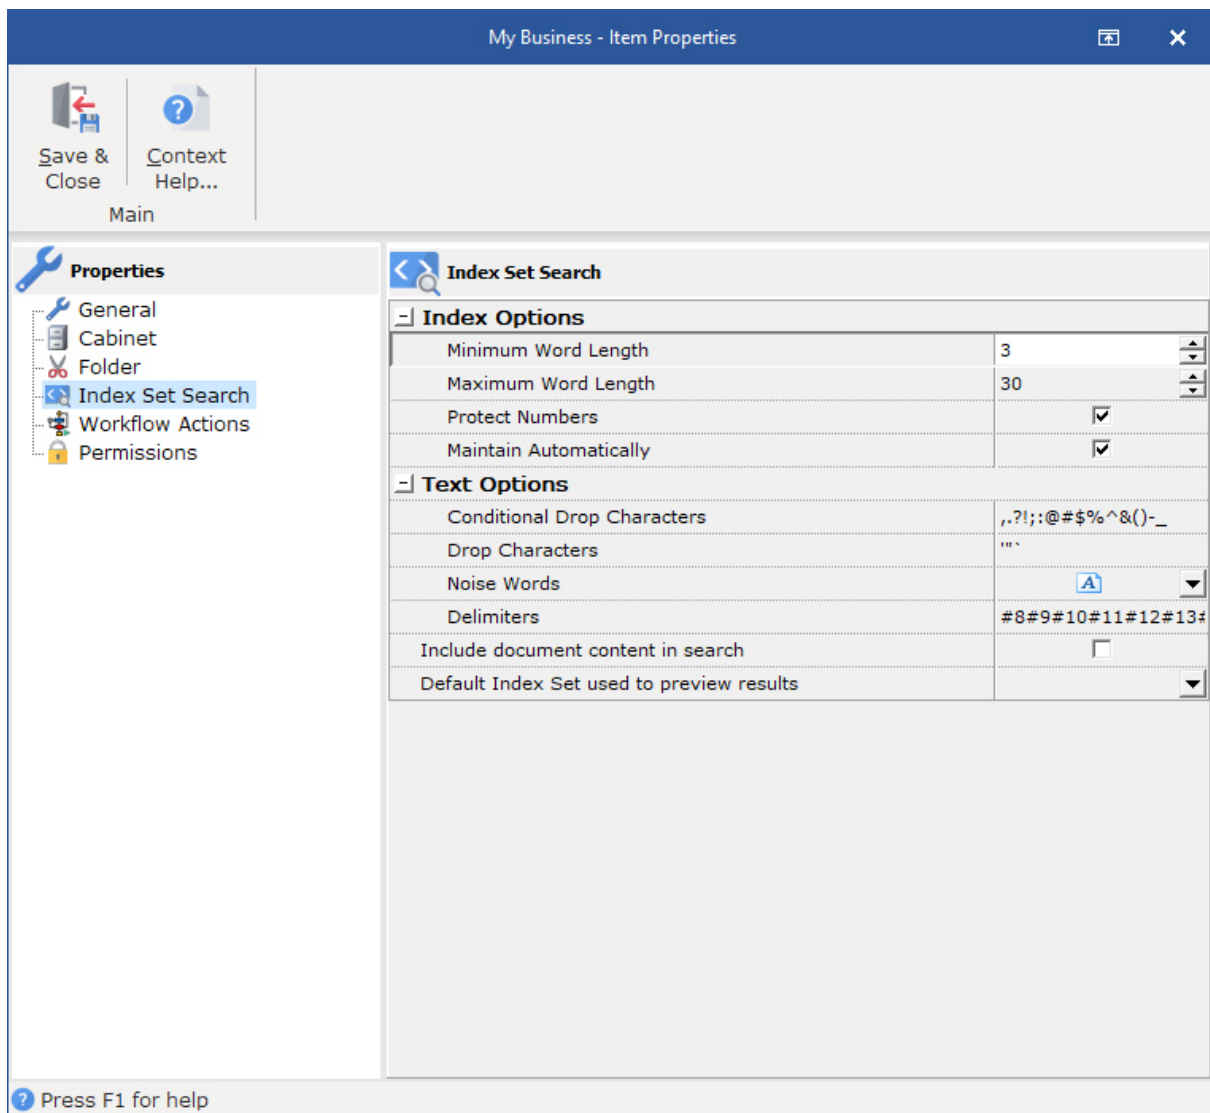 My Business - Item Properties
Save & Close
Context Help...
Main
Properties
General
Cabinet
Folder
Index Set Search
Workflow Actions
Permissions
Index Set Search
Index Options
Minimum Word Length 3
Maximum Word Length 30
Protect Numbers
Maintain Automatically
Text Options
Conditional Drop Characters ,.?!;:@#$%^&()-_
Drop Characters '"`
Noise Words
Delimiters #8#9#10#11#12#13#
Include document content in search
Default Index Set used to preview results
Press F1 for help